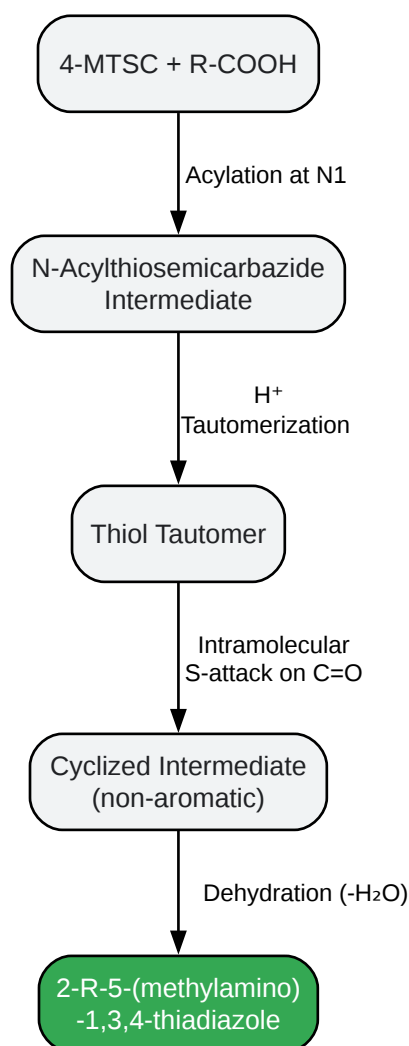 4-MTSC + R-COOH
Acylation at N1
N-Acylthiosemicarbazide
Intermediate
H⁺
Tautomerization
Thiol Tautomer
Intramolecular
S-attack on C=O
Cyclized Intermediate
(non-aromatic)
Dehydration (-H₂O)
2-R-5-(methylamino)
-1,3,4-thiadiazole